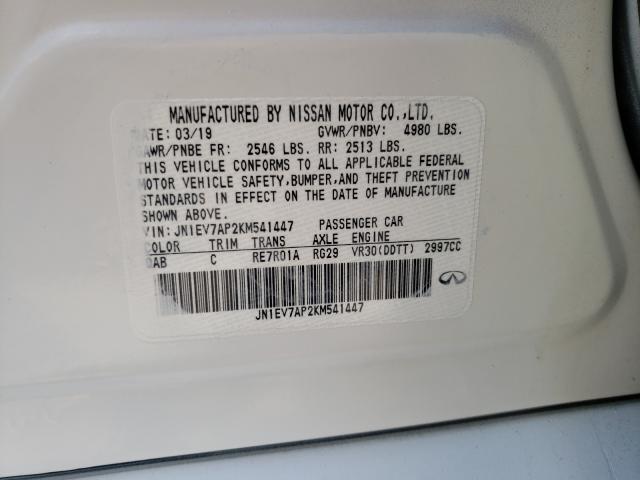 MANUFACTURED BY NISSAN MOTOR CO.,LTD.
DATE: 03/19 GVWR/PNBV: 4980 LBS.
GAWR/PNBE FR: 2546 LBS. RR: 2513 LBS.
THIS VEHICLE CONFORMS TO ALL APPLICABLE FEDERAL
MOTOR VEHICLE SAFETY,BUMPER,AND THEFT PREVENTION
STANDARDS IN EFFECT ON THE DATE OF MANUFACTURE
SHOWN ABOVE.
VIN: JN1EV7AP2KM541447 PASSENGER CAR
COLOR TRIM TRANS AXLE ENGINE
QAB C RE7R01A RG29 VR30(DDTT) 2997CC
JN1EV7AP2KM541447